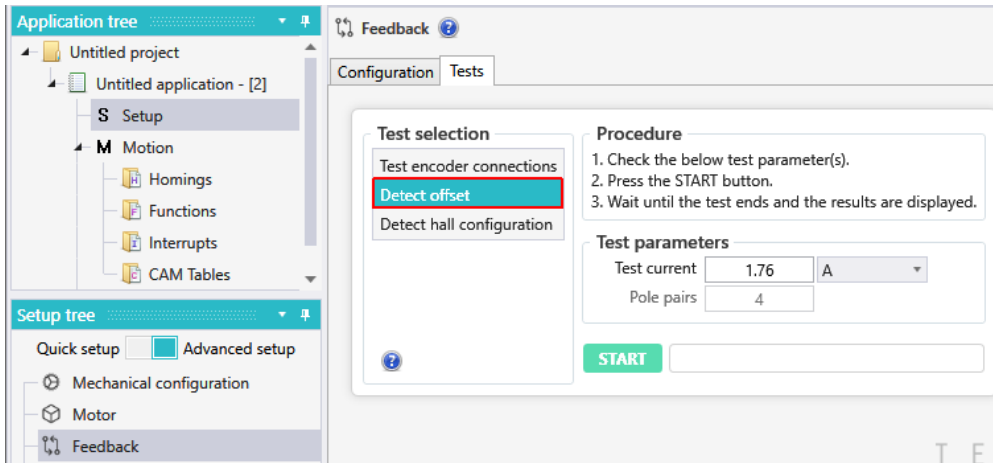 Application tree
Untitled project
Untitled application - [2]
S Setup
M Motion
H Homings
F Functions
I Interrupts
C CAM Tables
Setup tree
Quick setup Advanced setup
Mechanical configuration
Motor
Feedback
Feedback ?
Configuration Tests
Test selection
Test encoder connections
Detect offset
Detect hall configuration
?
Procedure
1. Check the below test parameter(s).
2. Press the START button.
3. Wait until the test ends and the results are displayed.
Test parameters
Test current 1.76 A
Pole pairs 4
START
T E